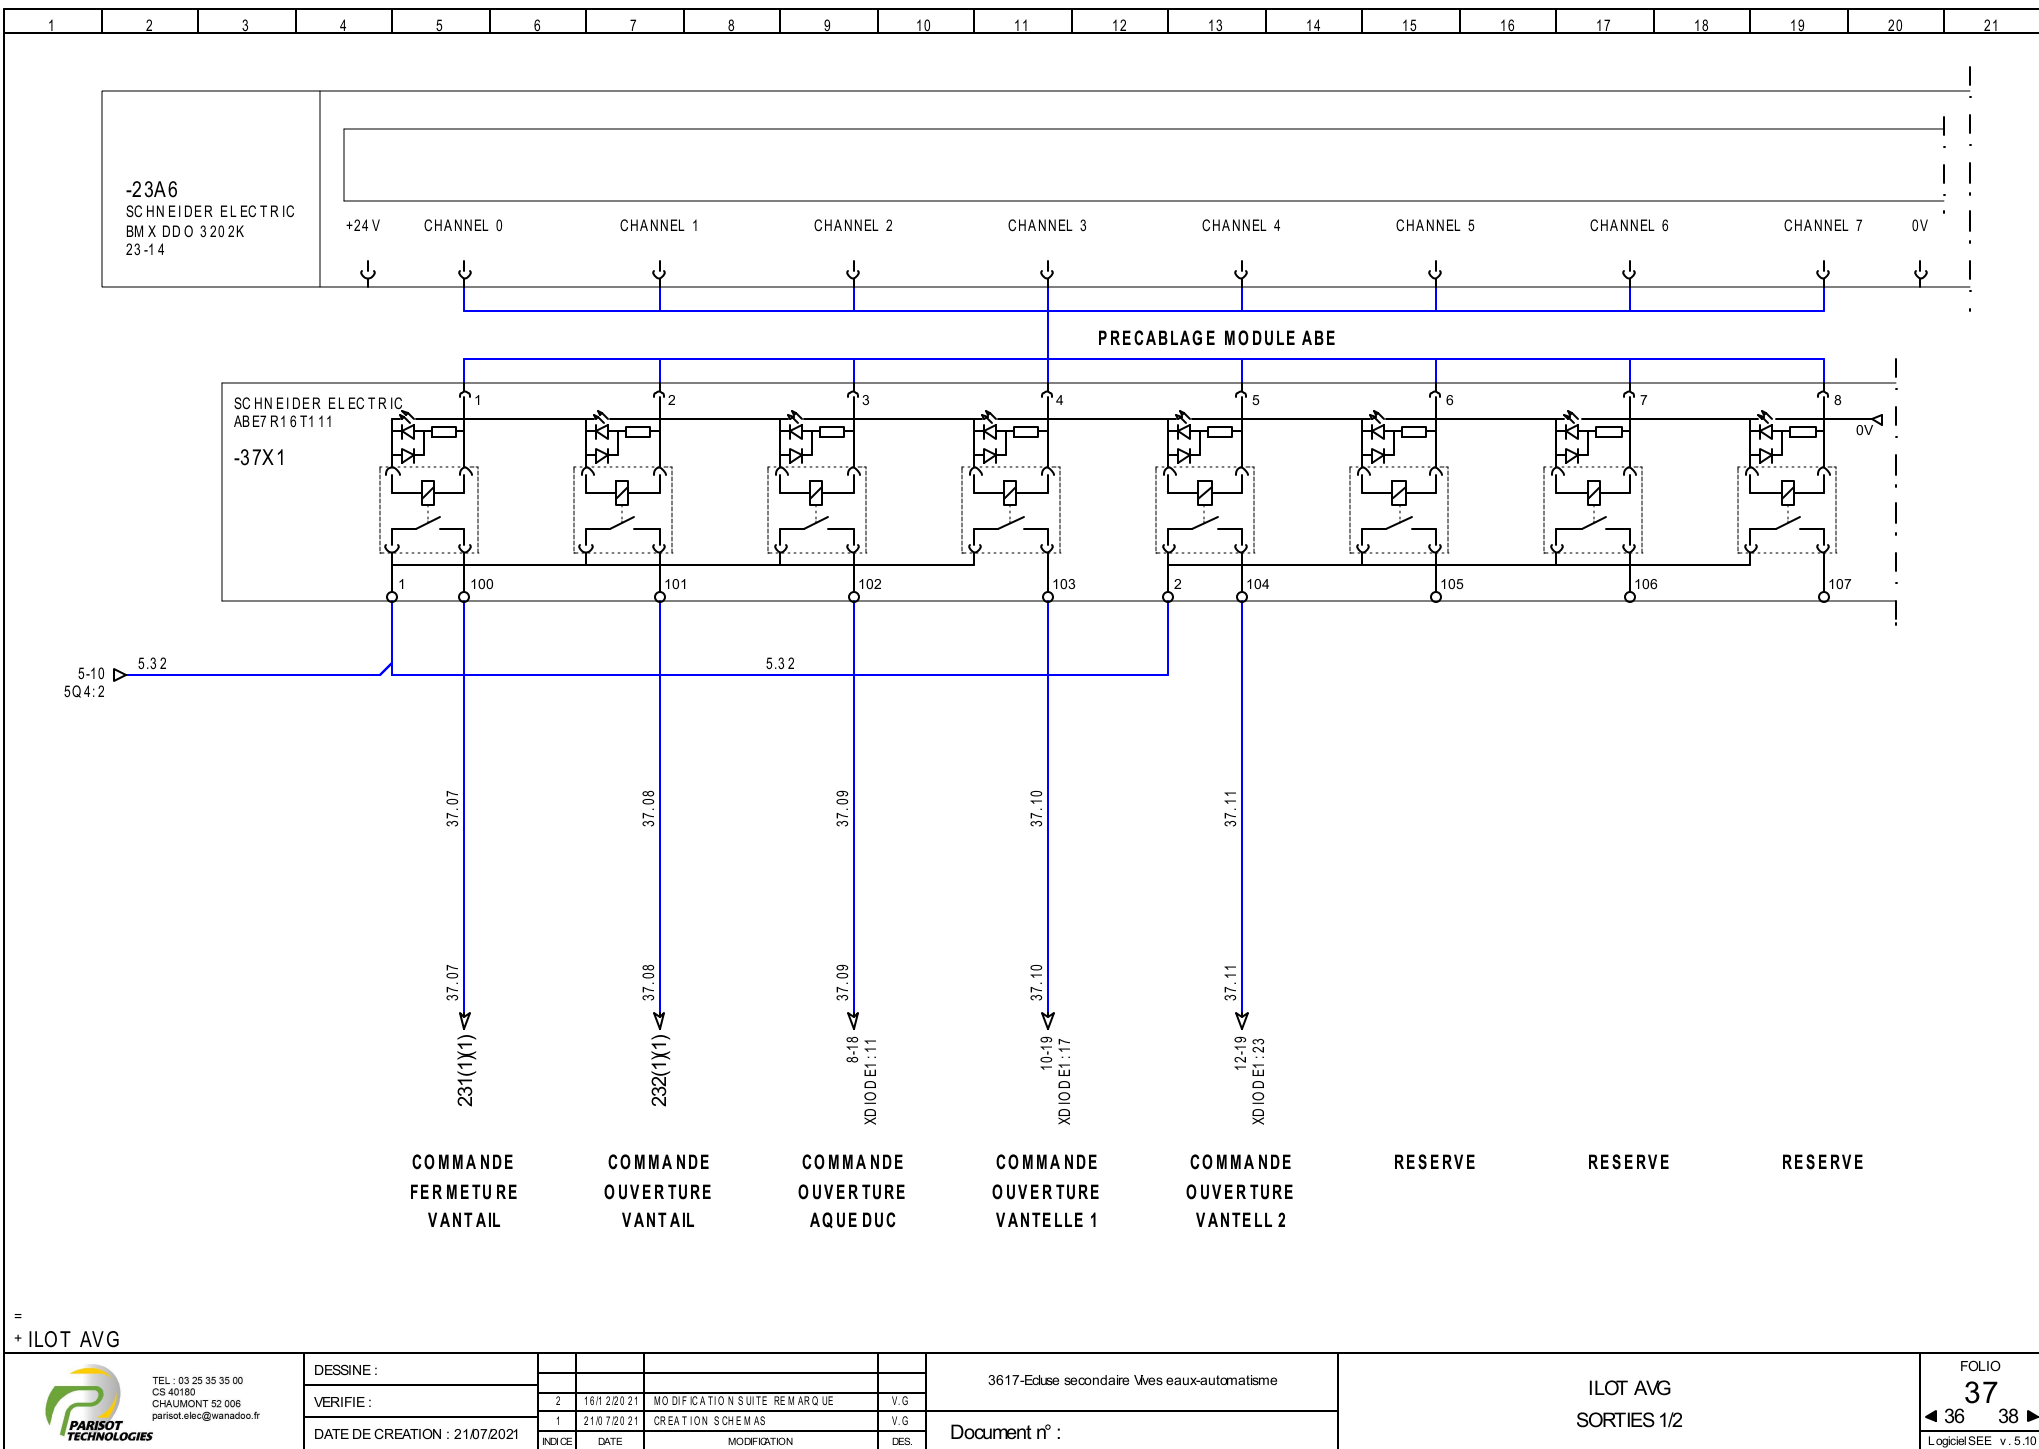 1 2 3 4 5 6 7 8 9 10 11 12 13 14 15 16 17 18 19 20 21
-23A6
SCHNEIDER ELECTRIC
BMX DDO 3202K
23-14
+24V CHANNEL 0 CHANNEL 1 CHANNEL 2 CHANNEL 3 CHANNEL 4 CHANNEL 5 CHANNEL 6 CHANNEL 7 0V
PRECABLAGE MODULE ABE
SCHNEIDER ELECTRIC
ABE7R16T111
-37X1
1 2 3 4 5 6 7 8
0V
1 100 101 102 103 2 104 105 106 107
5-10
5Q4:2
5.32
5.32
37.07 37.08 37.09 37.10 37.11
37.07 37.08 37.09 37.10 37.11
231(1)(1)
232(1)(1)
8-18
XDIODE1:11
10-19
XDIODE1:17
12-19
XDIODE1:23
COMMANDE
FERMETURE
VANTAIL
COMMANDE
OUVERTURE
VANTAIL
COMMANDE
OUVERTURE
AQUEDUC
COMMANDE
OUVERTURE
VANTELLE 1
COMMANDE
OUVERTURE
VANTELL 2
RESERVE
RESERVE
RESERVE
=
+ ILOT AVG
PARISOT
TECHNOLOGIES
TEL : 03 25 35 35 00
CS 40180
CHAUMONT 52 006
parisot.elec@wanadoo.fr
DESSINE :
VERIFIE :
DATE DE CREATION : 21/07/2021
2 16/12/2021 MODIFICATION SUITE REMARQUE V.G
1 21/07/2021 CREATION SCHEMAS V.G
INDICE DATE MODIFICATION DES.
3617-Ecluse secondaire Vives eaux-automatisme
Document n° :
ILOT AVG
SORTIES 1/2
FOLIO
37
36 38
Logiciel SEE v. 5.10